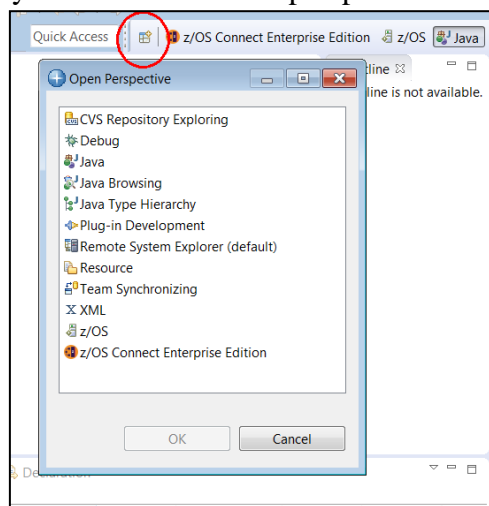 Quick Access
z/OS Connect Enterprise Edition z/OS Java
Open Perspective
tline
line is not available.
CVS Repository Exploring
Debug
Java
Java Browsing
Java Type Hierarchy
Plug-in Development
Remote System Explorer (default)
Resource
Team Synchronizing
XML
z/OS
z/OS Connect Enterprise Edition
OK Cancel